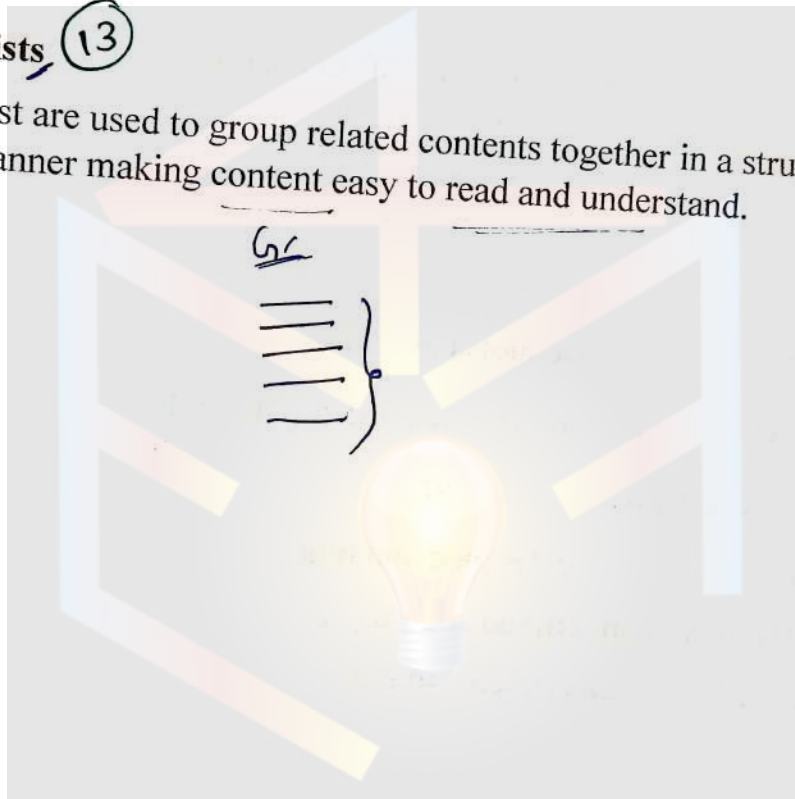 ists 13
st are used to group related contents together in a stru
anner making content easy to read and understand.